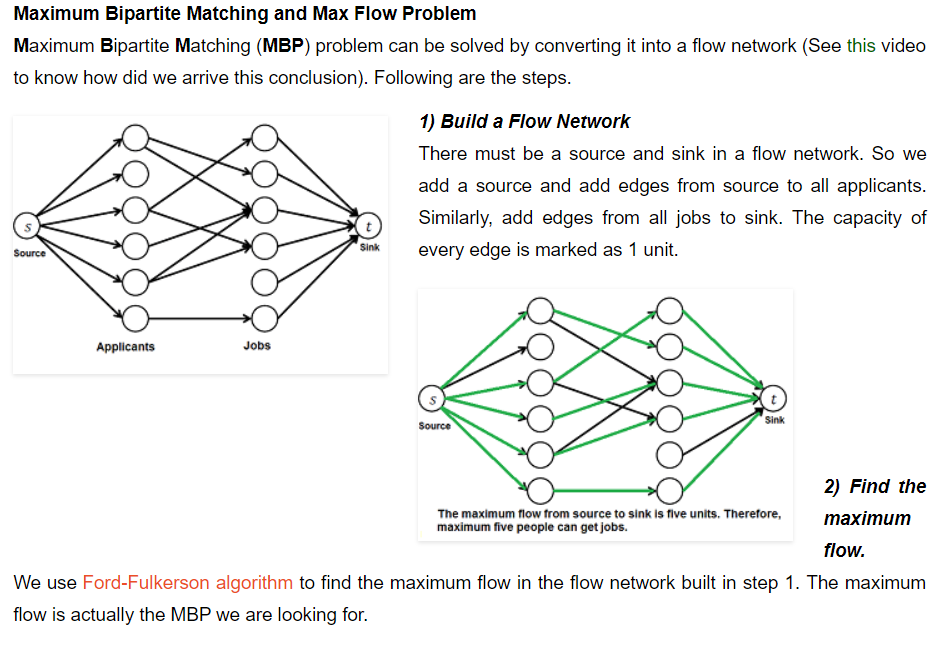 Maximum Bipartite Matching and Max Flow Problem
Maximum Bipartite Matching (MBP) problem can be solved by converting it into a flow network (See this video
to know how did we arrive this conclusion). Following are the steps.
1) Build a Flow Network
There must be a source and sink in a flow network. So we
add a source and add edges from source to all applicants.
Similarly, add edges from all jobs to sink. The capacity of
every edge is marked as 1 unit.
s
Source
t
Sink
Applicants
Jobs
s
Source
t
Sink
The maximum flow from source to sink is five units. Therefore,
maximum five people can get jobs.
2) Find the
maximum
flow.
We use Ford-Fulkerson algorithm to find the maximum flow in the flow network built in step 1. The maximum
flow is actually the MBP we are looking for.